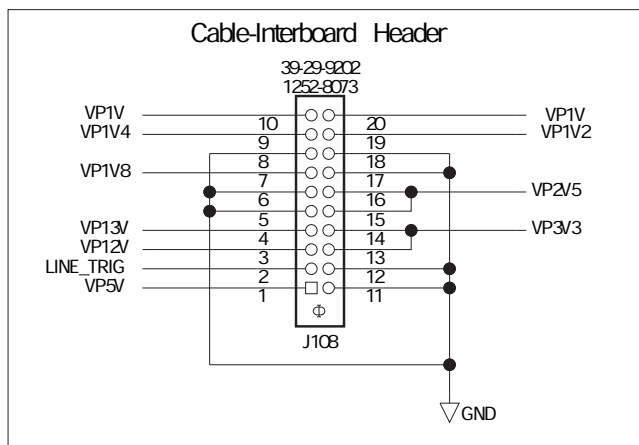 Cable-Interboard Header
39-29-9202
1252-8073
VP1V
VP1V
10
20
VP1V4
VP1V2
9
19
VP1V8
8
18
7
17
VP2V5
6
16
VP13V
5
15
VP3V3
VP12V
4
14
LINE_TRIG
3
13
VP5V
2
12
1
11
Φ
J108
GND